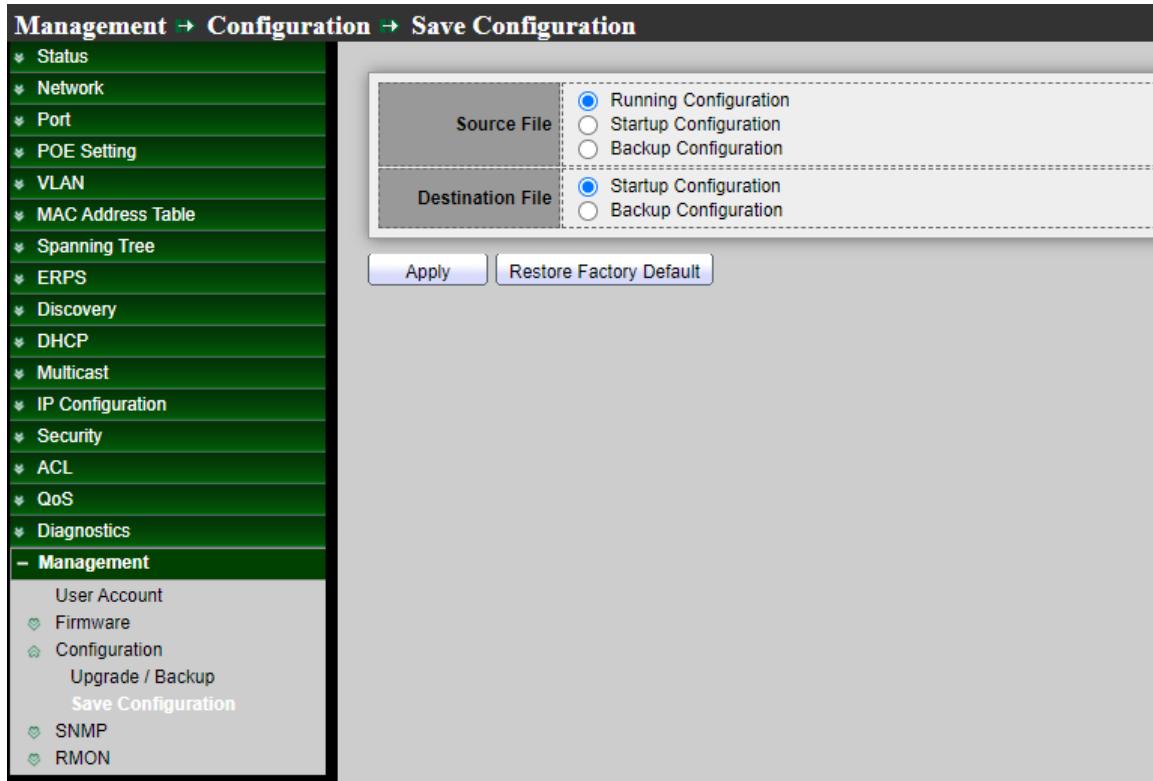 Management → Configuration → Save Configuration
Status
Network
Port
POE Setting
VLAN
MAC Address Table
Spanning Tree
ERPS
Discovery
DHCP
Multicast
IP Configuration
Security
ACL
QoS
Diagnostics
Management
User Account
Firmware
Configuration
Upgrade / Backup
Save Configuration
SNMP
RMON
Source File
Running Configuration
Startup Configuration
Backup Configuration
Destination File
Startup Configuration
Backup Configuration
Apply
Restore Factory Default